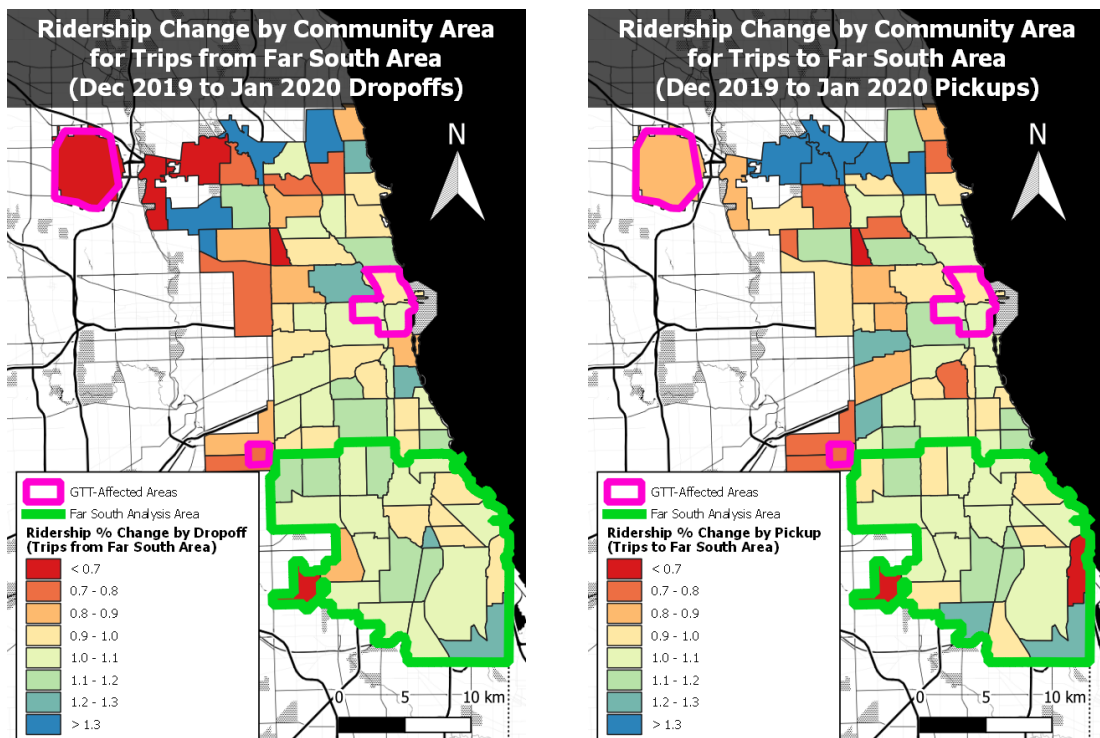 Ridership Change by Community Area
for Trips from Far South Area
(Dec 2019 to Jan 2020 Dropoffs)
N
GTT-Affected Areas
Far South Analysis Area
Ridership % Change by Dropoff
(Trips from Far South Area)
< 0.7
0.7 - 0.8
0.8 - 0.9
0.9 - 1.0
1.0 - 1.1
1.1 - 1.2
1.2 - 1.3
> 1.3
0 5 10 km
Ridership Change by Community Area
for Trips to Far South Area
(Dec 2019 to Jan 2020 Pickups)
N
GTT-Affected Areas
Far South Analysis Area
Ridership % Change by Pickup
(Trips to Far South Area)
< 0.7
0.7 - 0.8
0.8 - 0.9
0.9 - 1.0
1.0 - 1.1
1.1 - 1.2
1.2 - 1.3
> 1.3
0 5 10 km